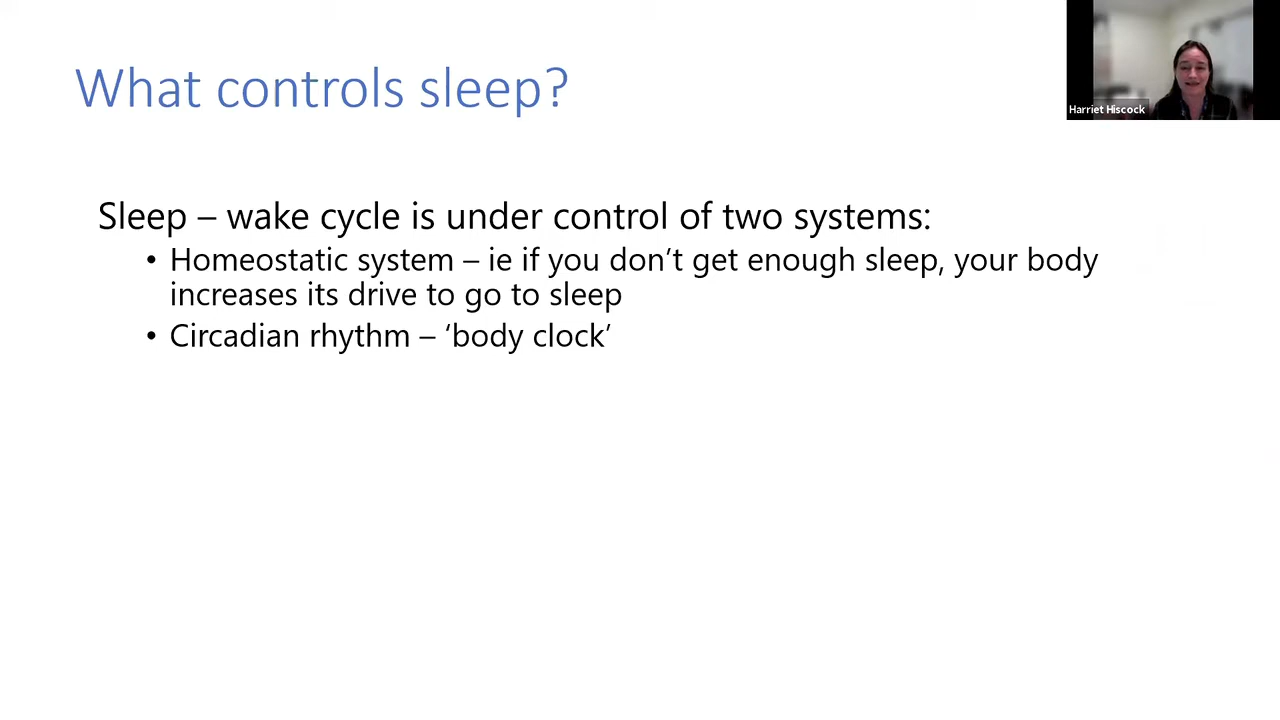 What controls sleep?
Harriet Hiscock
Sleep – wake cycle is under control of two systems:
• Homeostatic system – ie if you don’t get enough sleep, your body
increases its drive to go to sleep
• Circadian rhythm – ‘body clock’